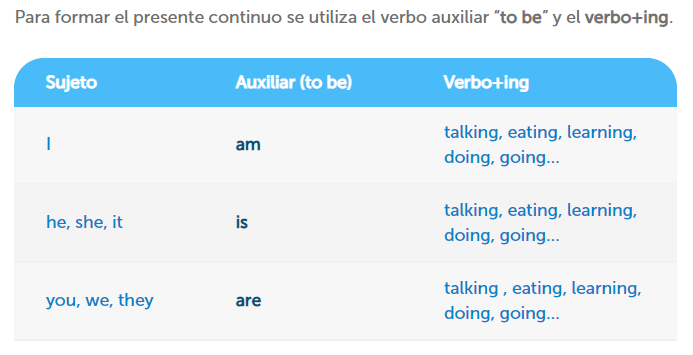 Para formar el presente continuo se utiliza el verbo auxiliar “to be” y el verbo+ing.
Sujeto Auxiliar (to be) Verbo+ing
I am talking, eating, learning,
doing, going...
he, she, it is talking, eating, learning,
doing, going...
you, we, they are talking , eating, learning,
doing, going...